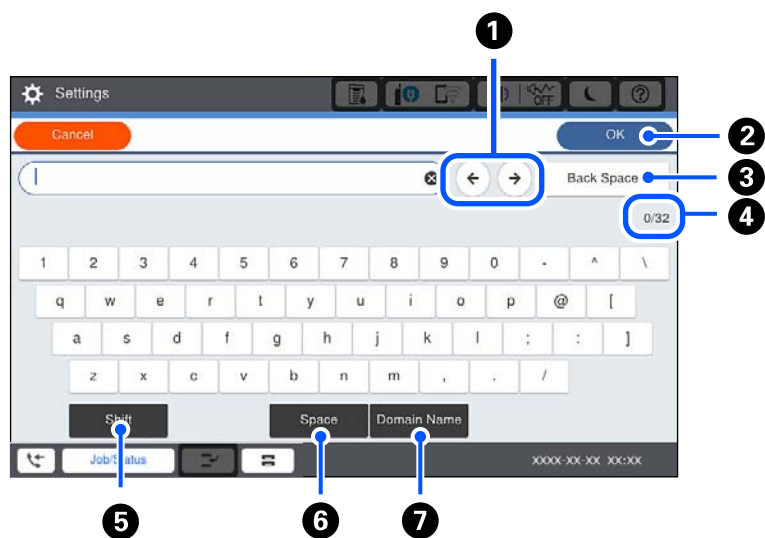 1
Settings
OFF
Cancel
OK
2
Back Space
3
0/32
4
1 2 3 4 5 6 7 8 9 0 - ^ \
q w e r t y u i o p @ [
a s d f g h j k l ; : ]
z x c v b n m , . /
Shift Space Domain Name
Job/Status
XXXX-XX-XX XX:XX
5 6 7